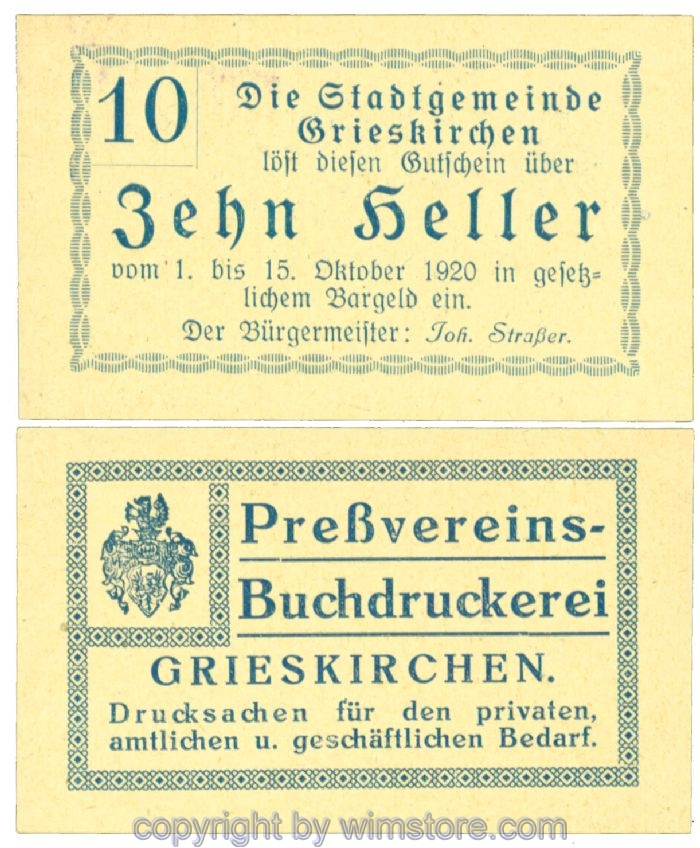 10
Die Stadtgemeinde
Grieskirchen
löst diesen Gutschein über
Zehn Heller
vom 1. bis 15. Oktober 1920 in gesetz=
lichem Bargeld ein.
Der Bürgermeister: Joh. Straßer.
Preßvereins-
Buchdruckerei
GRIESKIRCHEN.
Drucksachen für den privaten,
amtlichen u. geschäftlichen Bedarf.
copyright by wimstore.com